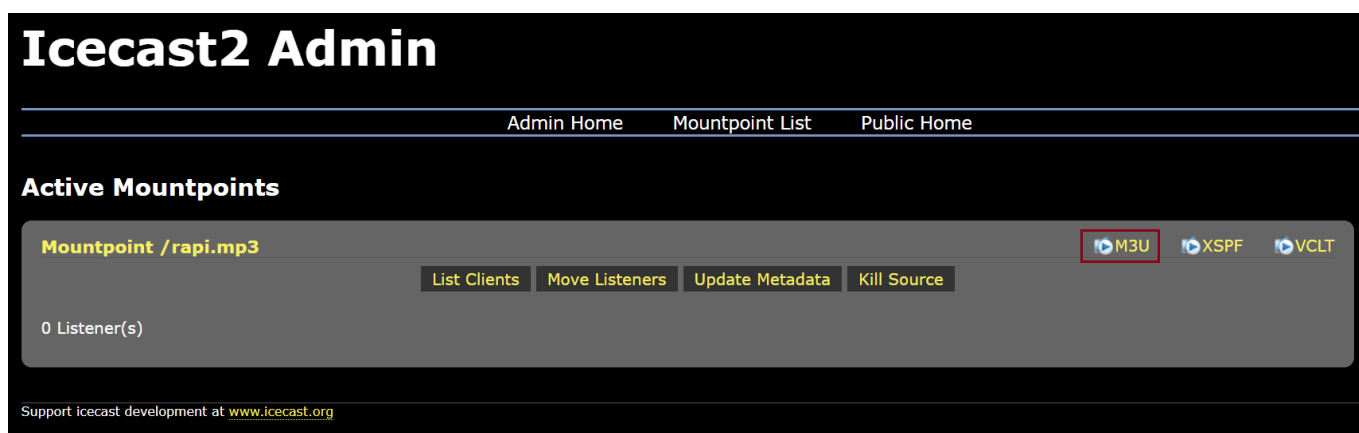 Icecast2 Admin
Admin Home Mountpoint List Public Home
Active Mountpoints
Mountpoint /rapi.mp3 M3U XSPF VCLT
List Clients Move Listeners Update Metadata Kill Source
0 Listener(s)
Support icecast development at www.icecast.org